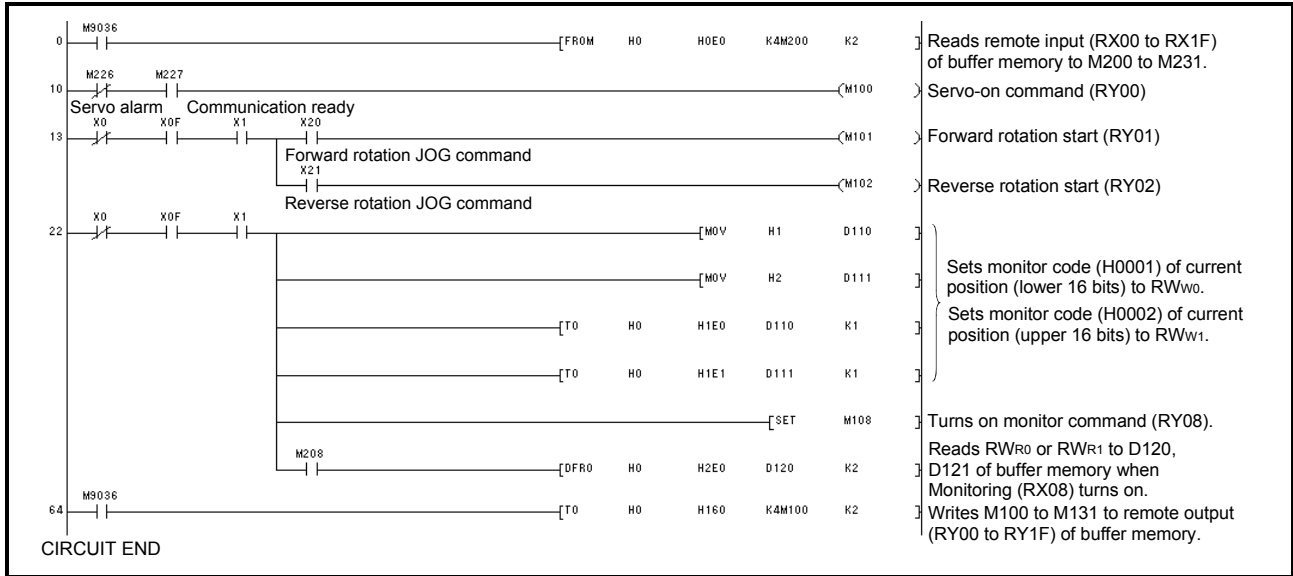 M9036
0 [FROM H0 H0E0 K4M200 K2 ] Reads remote input (RX00 to RX1F)
of buffer memory to M200 to M231.
M226 M227
10 (M100 ) Servo-on command (RY00)
Servo alarm Communication ready
X0 X0F X1 X20
13 (M101 ) Forward rotation start (RY01)
Forward rotation JOG command
X21
(M102 ) Reverse rotation start (RY02)
Reverse rotation JOG command
X0 X0F X1
22 [MOV H1 D110 ]
[MOV H2 D111 ]
Sets monitor code (H0001) of current
position (lower 16 bits) to RWW0.
Sets monitor code (H0002) of current
position (upper 16 bits) to RWW1.
[TO H0 H1E0 D110 K1 ]
[TO H0 H1E1 D111 K1 ]
[SET M108 ] Turns on monitor command (RY08).
M208
[DFRO H0 H2E0 D120 K2 ]
Reads RWR0 or RWR1 to D120,
D121 of buffer memory when
Monitoring (RX08) turns on.
M9036
64 [TO H0 H160 K4M100 K2 ] Writes M100 to M131 to remote output
(RY00 to RY1F) of buffer memory.
CIRCUIT END